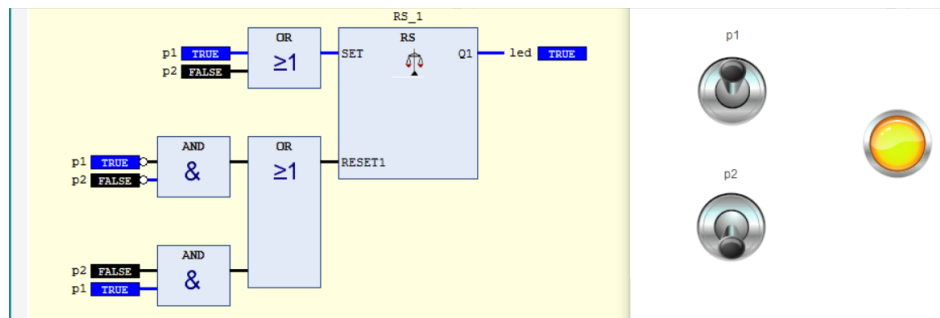 RS_1
OR
RS
p1 TRUE
≥1
SET
Q1
led TRUE
p2 FALSE
AND
OR
p1 TRUE
&
≥1
RESET1
p2 FALSE
AND
p2 FALSE
&
p1 TRUE
p1
p2